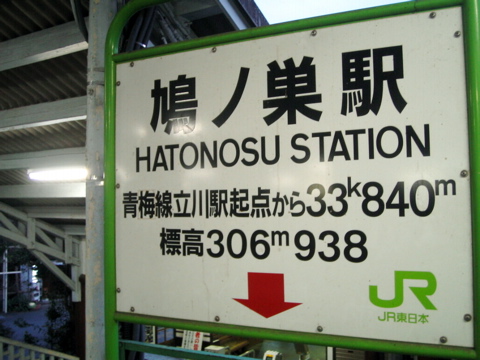 鳩ノ巣駅
HATONOSU STATION
青梅線立川駅起点から33k840m
標高306m938
JR
JR東日本